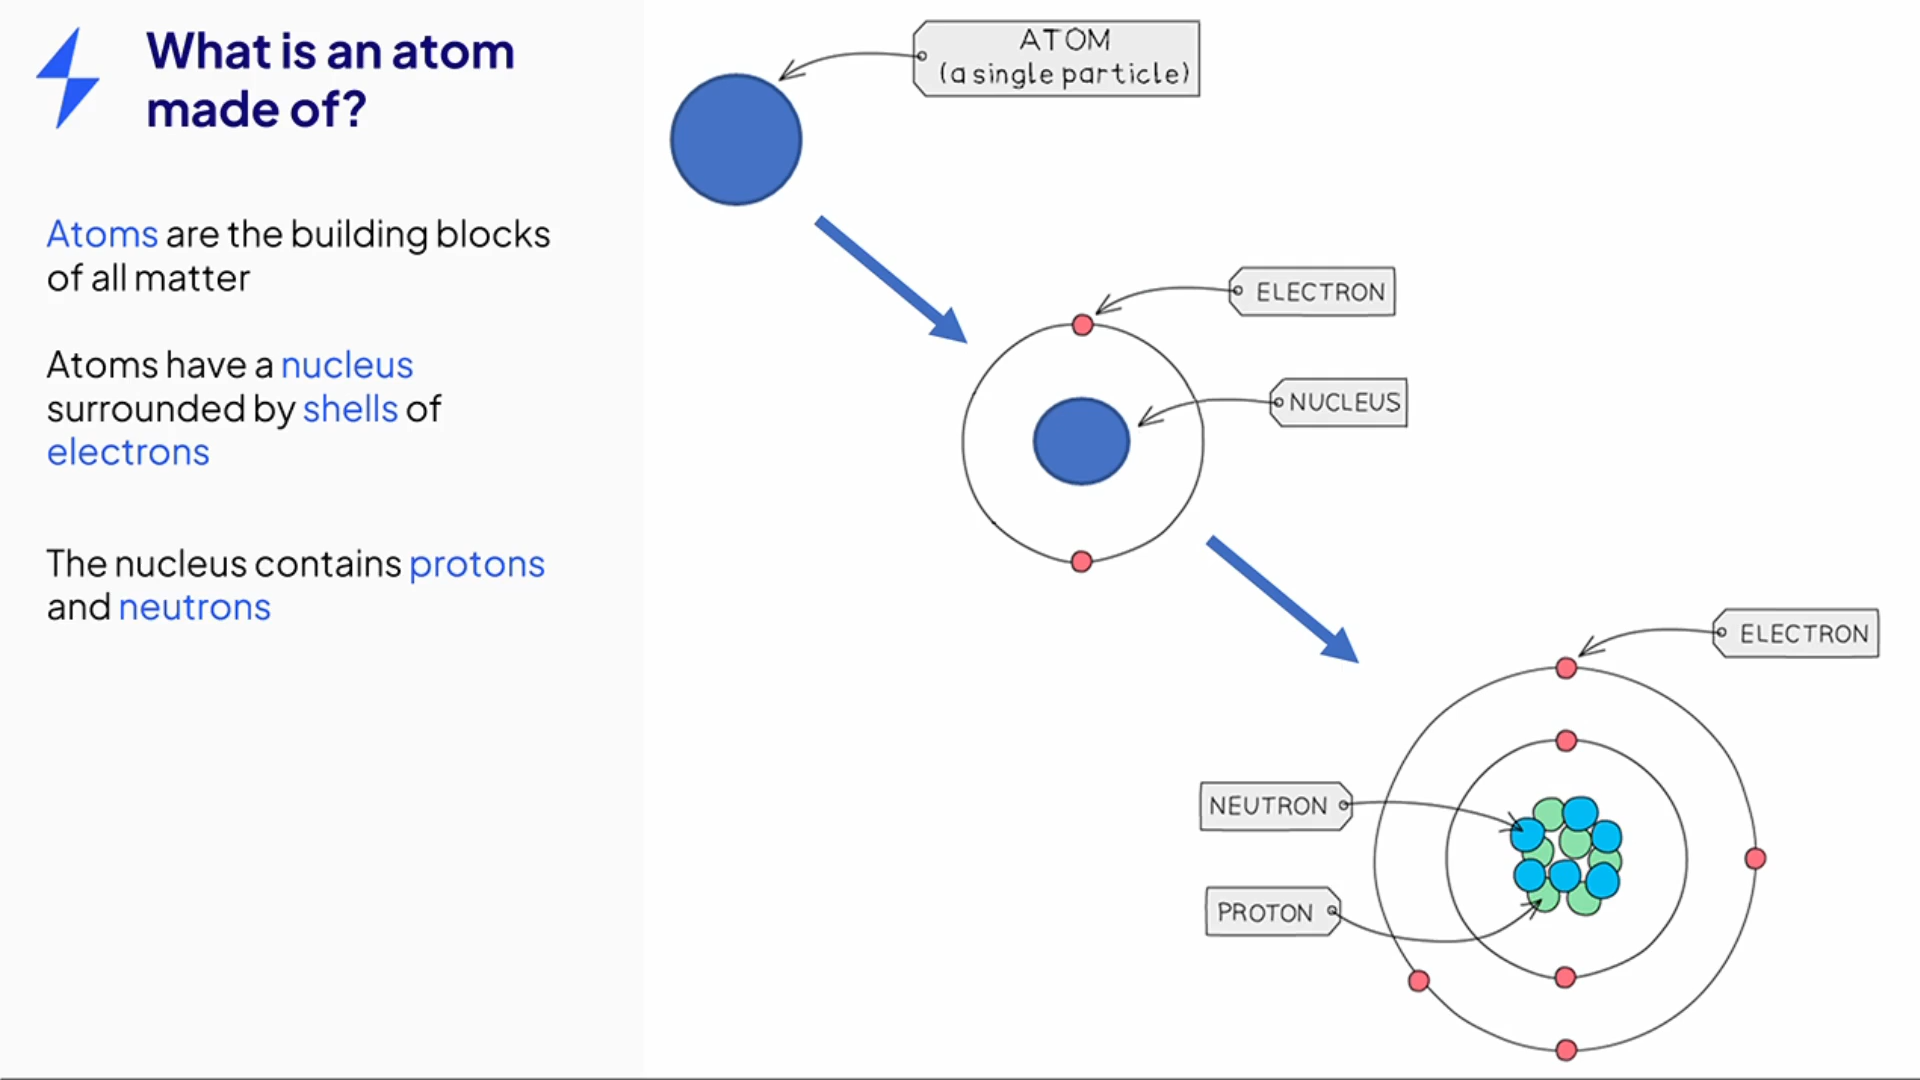 What is an atom
made of?
Atoms are the building blocks
of all matter
Atoms have a nucleus
surrounded by shells of
electrons
The nucleus contains protons
and neutrons
ATOM
(a single particle)
ELECTRON
NUCLEUS
ELECTRON
NEUTRON
PROTON